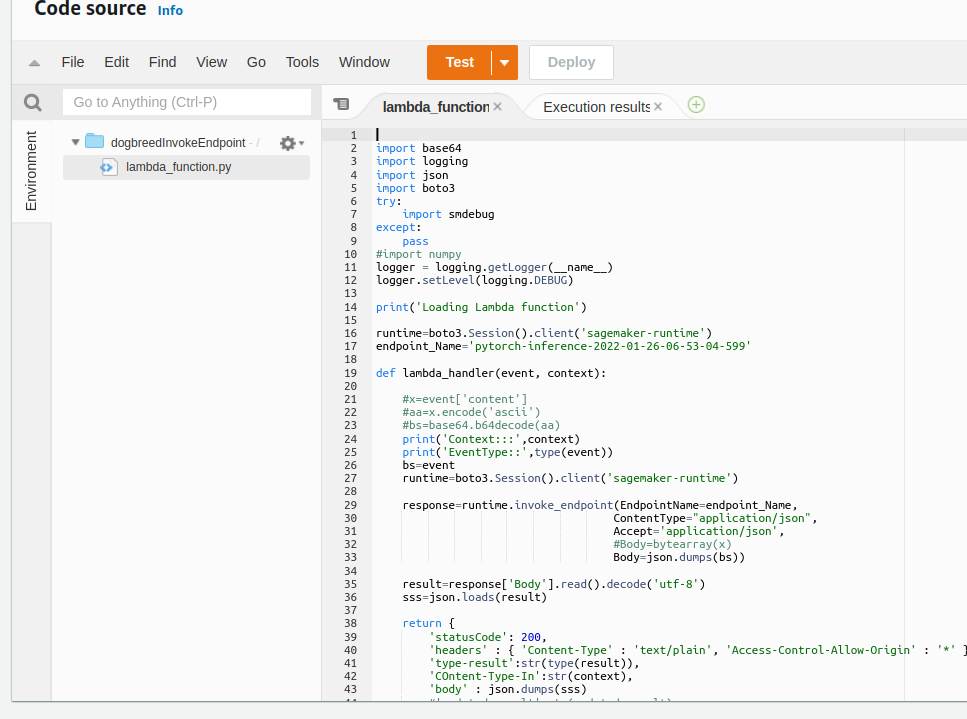 Code source Info
File Edit Find View Go Tools Window Test Deploy
Go to Anything (Ctrl-P)
lambda_function Execution results
Environment
dogbreedInvokeEndpoint - /
lambda_function.py
1
2 import base64
3 import logging
4 import json
5 import boto3
6 try:
7     import smdebug
8 except:
9     pass
10 #import numpy
11 logger = logging.getLogger(__name__)
12 logger.setLevel(logging.DEBUG)
13
14 print('Loading Lambda function')
15
16 runtime=boto3.Session().client('sagemaker-runtime')
17 endpoint_Name='pytorch-inference-2022-01-26-06-53-04-599'
18
19 def lambda_handler(event, context):
20
21     #x=event['content']
22     #aa=x.encode('ascii')
23     #bs=base64.b64decode(aa)
24     print('Context:::',context)
25     print('EventType::',type(event))
26     bs=event
27     runtime=boto3.Session().client('sagemaker-runtime')
28
29     response=runtime.invoke_endpoint(EndpointName=endpoint_Name,
30                                     ContentType="application/json",
31                                     Accept='application/json',
32                                     #Body=bytearray(x)
33                                     Body=json.dumps(bs))
34
35     result=response['Body'].read().decode('utf-8')
36     sss=json.loads(result)
37
38     return {
39         'statusCode': 200,
40         'headers' : { 'Content-Type' : 'text/plain', 'Access-Control-Allow-Origin' : '*' }
41         'type-result':str(type(result)),
42         'COntent-Type-In':str(context),
43         'body' : json.dumps(sss)